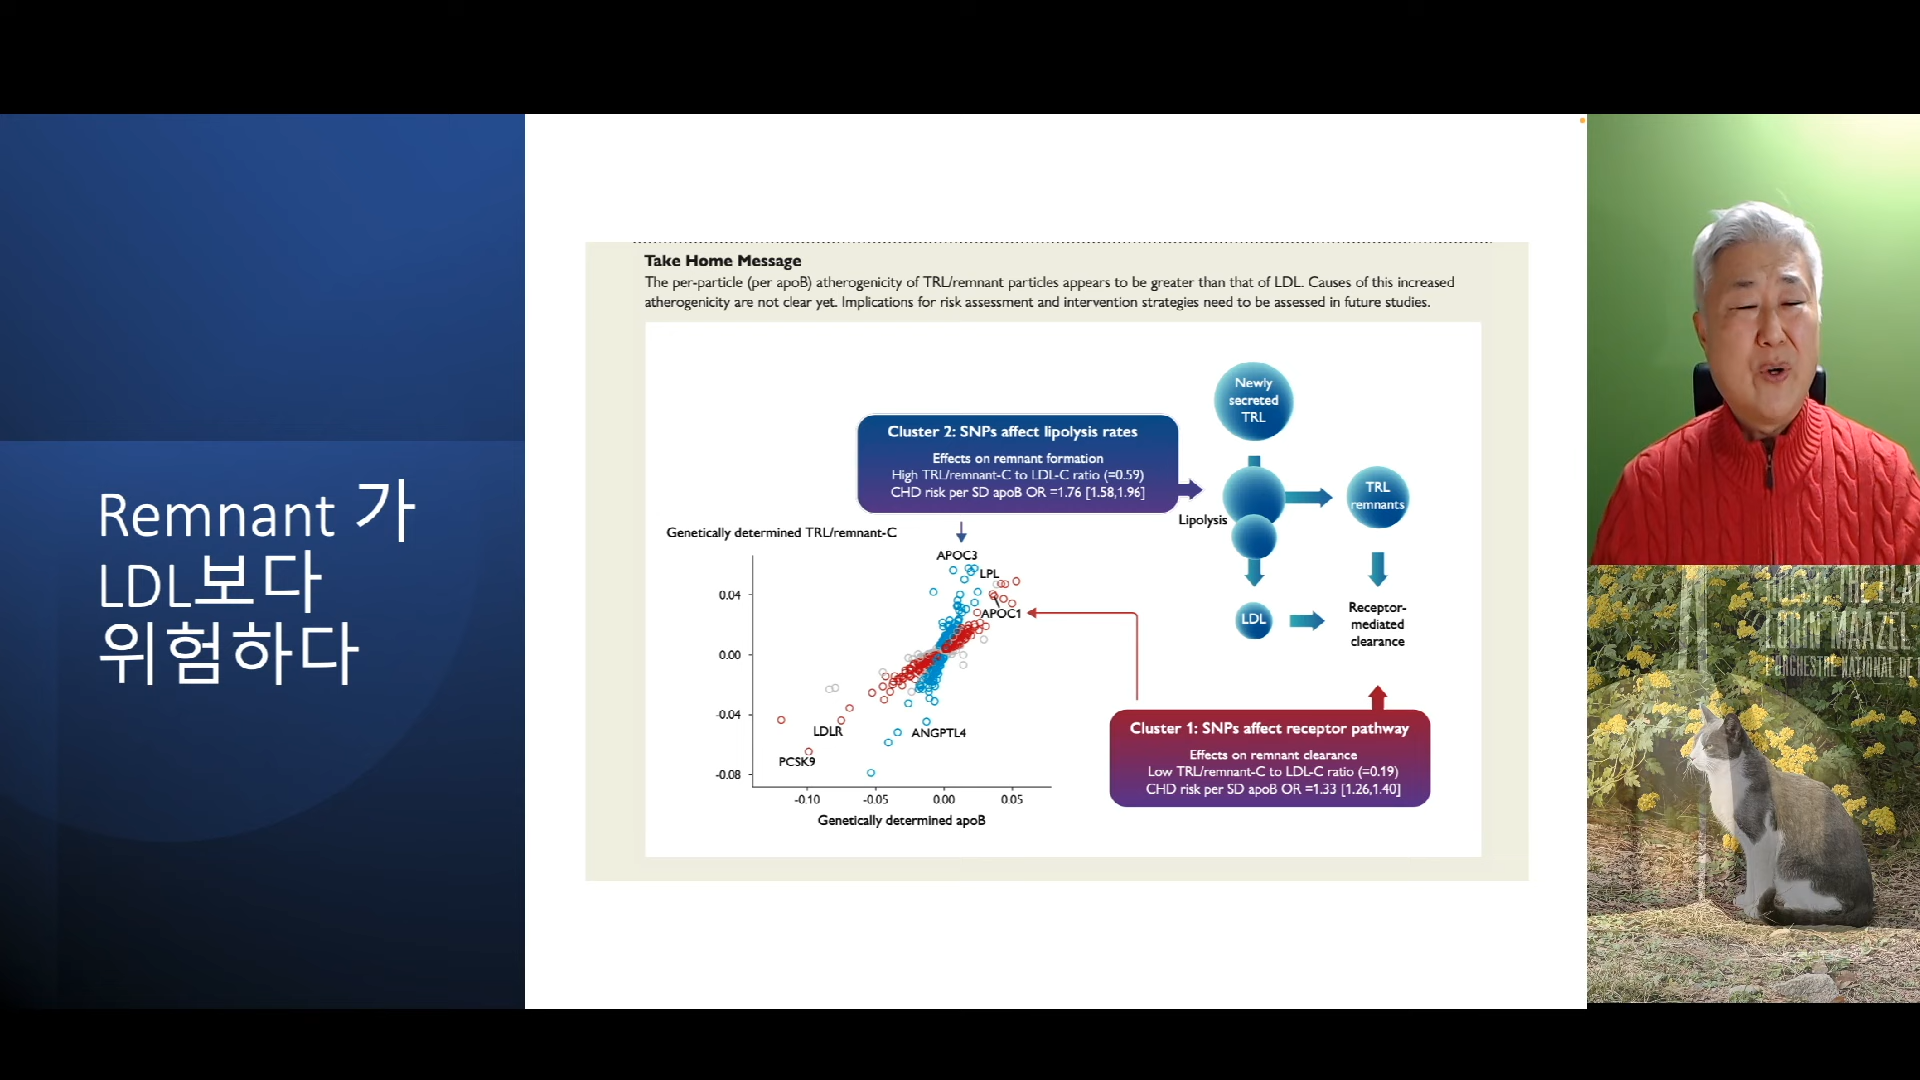 Remnant 가
LDL보다
위험하다
Take Home Message
The per-particle (per apoB) atherogenicity of TRL/remnant particles appears to be greater than that of LDL. Causes of this increased
atherogenicity are not clear yet. Implications for risk assessment and intervention strategies need to be assessed in future studies.
Newly
secreted
TRL
Cluster 2: SNPs affect lipolysis rates
Effects on remnant formation
High TRL/remnant-C to LDL-C ratio (=0.59)
CHD risk per SD apoB OR =1.76 [1.58,1.96]
TRL
remnants
Lipolysis
Genetically determined TRL/remnant-C
APOC3
LPL
APOC1
0.04
0.00
-0.04
-0.08
LDLR
PCSK9
ANGPTL4
-0.10
-0.05
0.00
0.05
Genetically determined apoB
LDL
Receptor-
mediated
clearance
Cluster 1: SNPs affect receptor pathway
Effects on remnant clearance
Low TRL/remnant-C to LDL-C ratio (=0.19)
CHD risk per SD apoB OR =1.33 [1.26,1.40]
MAAZEL
ORCHESTRE NATIONAL DE